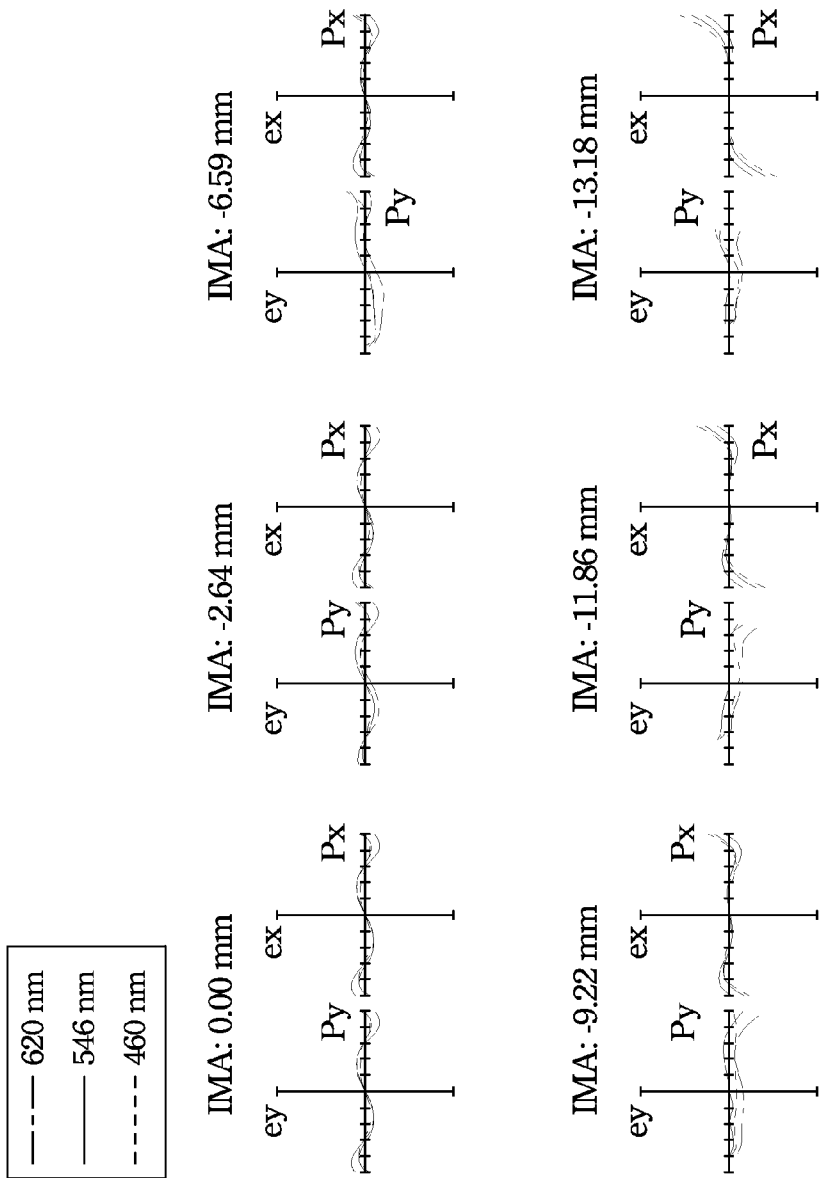 620 nm
546 nm
460 nm
IMA: 0.00 mm
ey
Py
ex
Px
IMA: -2.64 mm
ey
Py
ex
Px
IMA: -6.59 mm
ey
Py
ex
Px
IMA: -9.22 mm
ey
Py
ex
Px
IMA: -11.86 mm
ey
Py
ex
Px
IMA: -13.18 mm
ey
Py
ex
Px